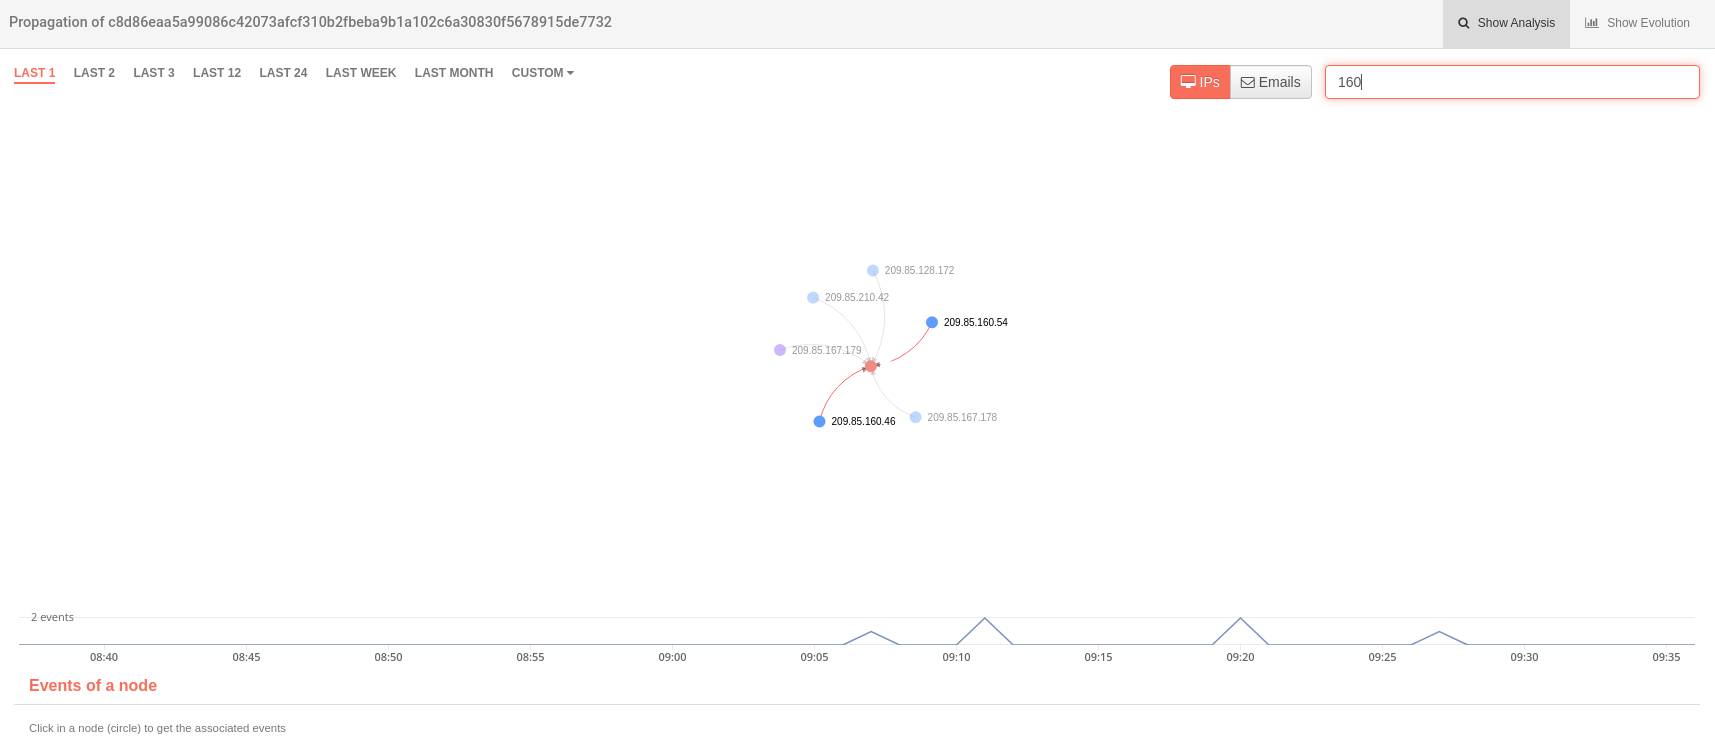 Propagation of c8d86eaa5a99086c42073afcf310b2fbeba9b1a102c6a30830f5678915de7732
Show Analysis
Show Evolution
LAST 1 LAST 2 LAST 3 LAST 12 LAST 24 LAST WEEK LAST MONTH CUSTOM
IPs
Emails
160
209.85.128.172
209.85.210.42
209.85.160.54
209.85.167.179
209.85.160.46
209.85.167.178
2 events
08:40 08:45 08:50 08:55 09:00 09:05 09:10 09:15 09:20 09:25 09:30 09:35
Events of a node
Click in a node (circle) to get the associated events